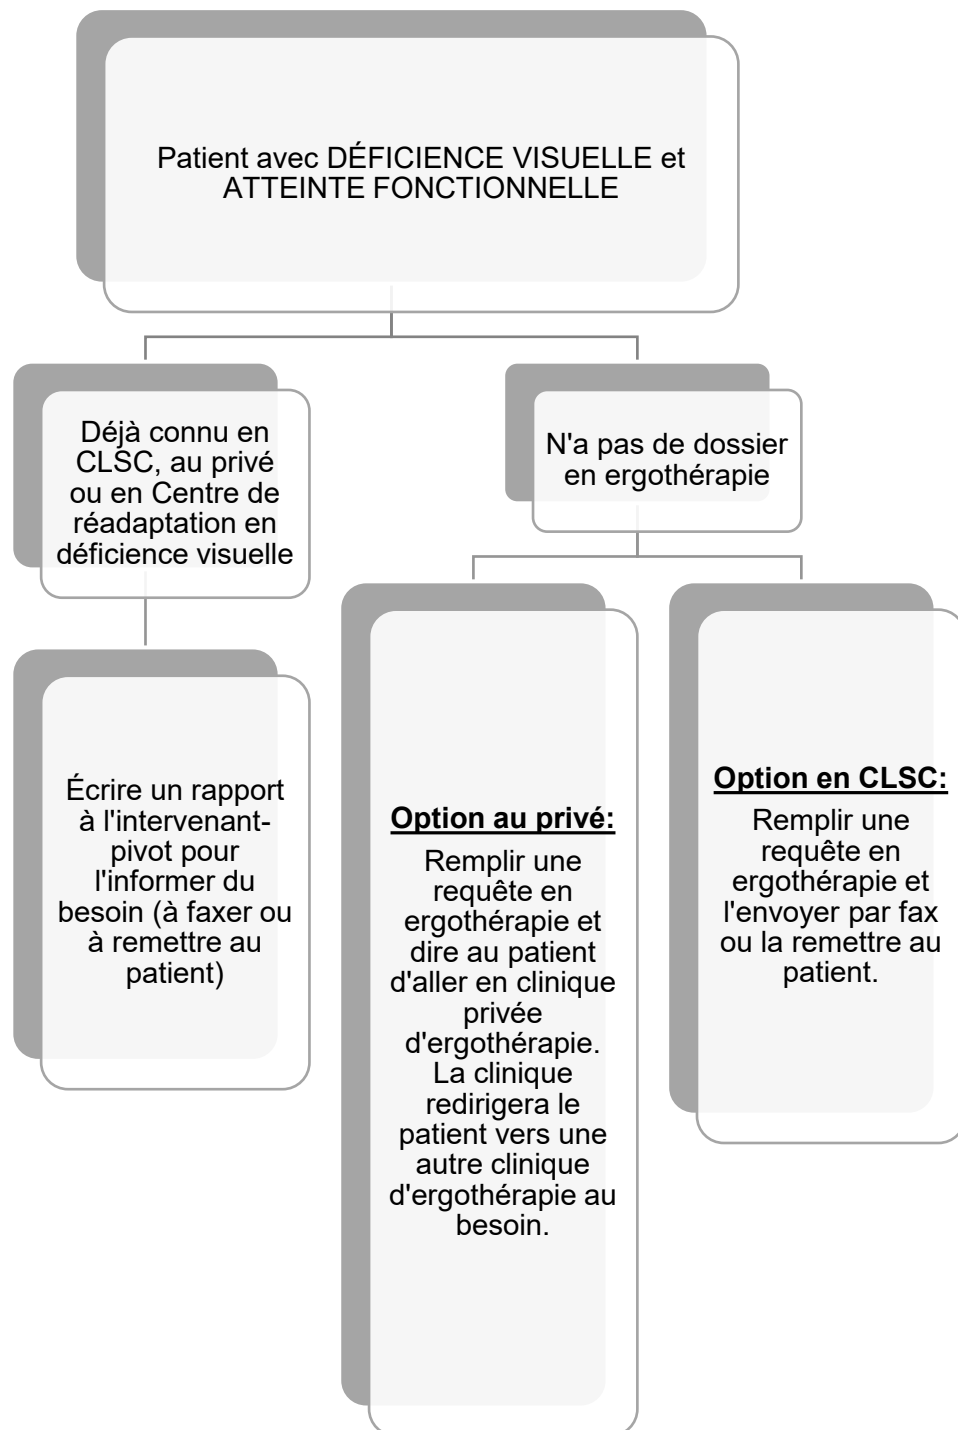 Patient avec DÉFICIENCE VISUELLE et
ATTEINTE FONCTIONNELLE
Déjà connu en
CLSC, au privé
ou en Centre de
réadaptation en
déficience visuelle
N'a pas de dossier
en ergothérapie
Écrire un rapport
à l'intervenant-
pivot pour
l'informer du
besoin (à faxer ou
à remettre au
patient)
Option au privé:
Remplir une
requête en
ergothérapie et
dire au patient
d'aller en clinique
privée
d'ergothérapie.
La clinique
redirigera le
patient vers une
autre clinique
d'ergothérapie au
besoin.
Option en CLSC:
Remplir une
requête en
ergothérapie et
l'envoyer par fax
ou la remettre au
patient.